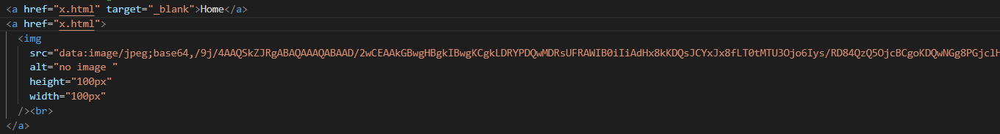 <a href="x.html" target="_blank">Home</a>
<a href="x.html">
<img
src="data:image/jpeg;base64,/9j/4AAQSkZJRgABAQAAAQABAAD/2wCEAAkGBwgHBgkIBwgKCgkLDRYPDQwMDRsUFRAWIB0iIiAdHx8kKDQsJCYxJx8fLT0tMTU3Ojo6Iys/RD84QzQ5OjcBCgoKDQwNGg8PGjclH
alt="no image "
height="100px"
width="100px"
/><br>
</a>